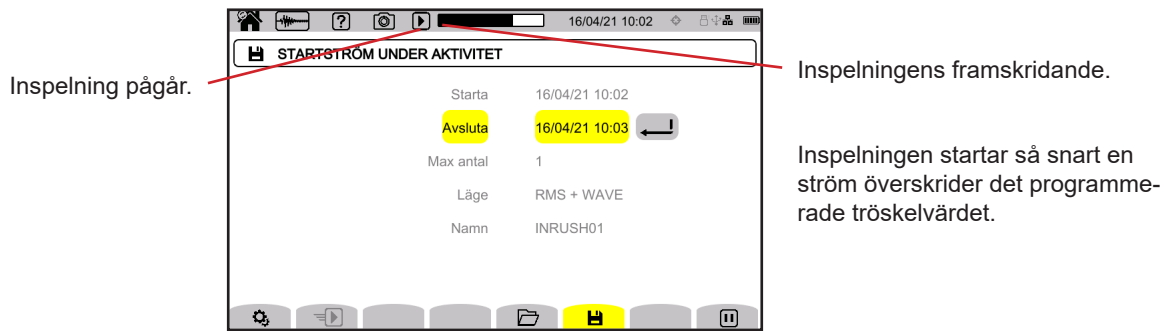 16/04/21 10:02
STARTSTRÖM UNDER AKTIVITET
Inspelning pågår.
Inspelningens framskridande.
Starta 16/04/21 10:02
Avsluta 16/04/21 10:03
Max antal 1
Läge RMS + WAVE
Namn INRUSH01
Inspelningen startar så snart en
ström överskrider det programme-
rade tröskelvärdet.